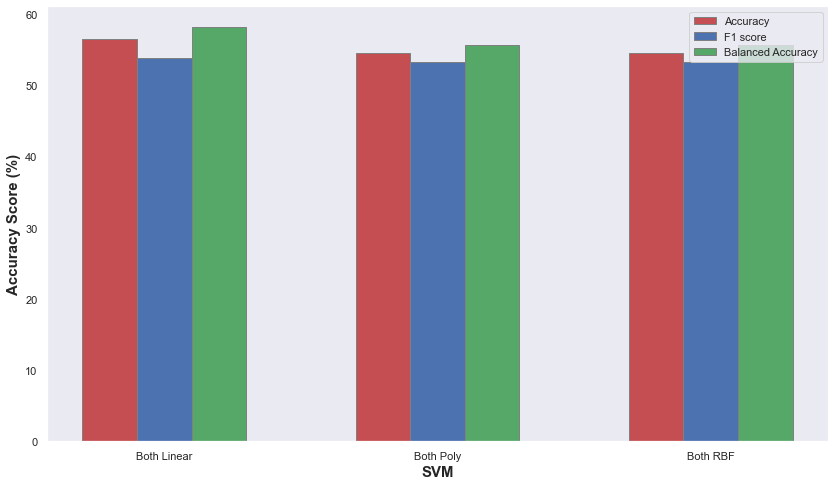 Accuracy
F1 score
Balanced Accuracy
Accuracy Score (%)
60
50
40
30
20
10
0
Both Linear
Both Poly
Both RBF
SVM